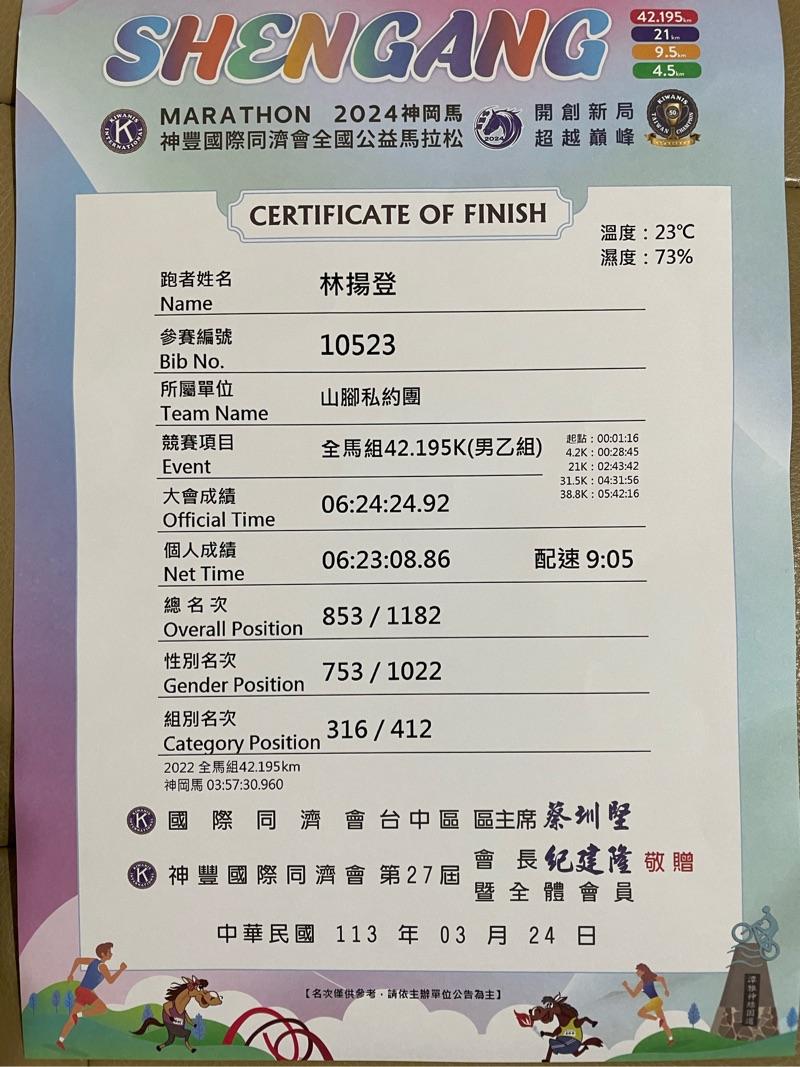 SHENGANG
42.195km
21km
9.5km
4.5km
MARATHON 2024神岡馬
神豐國際同濟會全國公益馬拉松
開創新局
超越巔峰
CERTIFICATE OF FINISH
溫度：23℃
濕度：73%
跑者姓名 林揚登
Name
參賽編號 10523
Bib No.
所屬單位 山腳私約團
Team Name
競賽項目 全馬組42.195K(男乙組)
Event
起點：00:01:16
4.2K：00:28:45
21K：02:43:42
31.5K：04:31:56
38.8K：05:42:16
大會成績 06:24:24.92
Official Time
個人成績 06:23:08.86 配速 9:05
Net Time
總名次 853 / 1182
Overall Position
性別名次 753 / 1022
Gender Position
組別名次 316 / 412
Category Position
2022 全馬組42.195km
神岡馬 03:57:30.960
國際同濟會台中區 區主席 蔡圳堅
神豐國際同濟會 第27屆 會長 紀建隆 敬贈
暨全體會員
中華民國 113 年 03 月 24 日
【名次僅供參考，請依主辦單位公告為主】